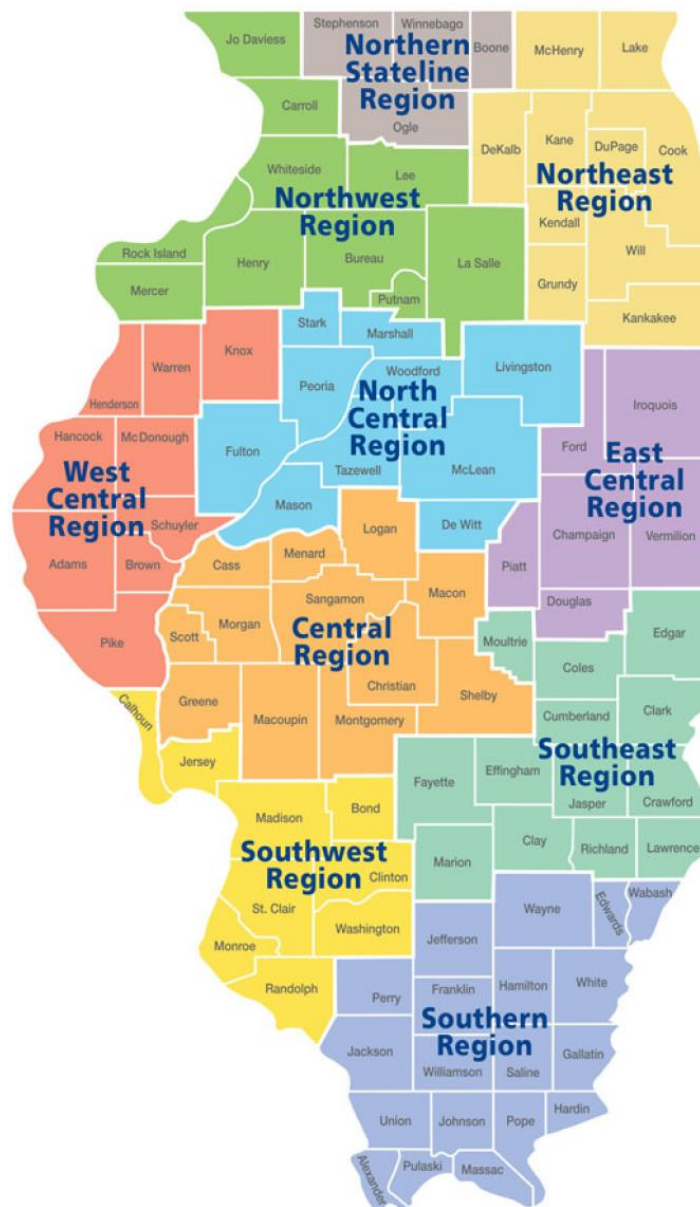 Jo Daviess
Stephenson
Winnebago
Boone
McHenry
Lake
Northern
Stateline
Region
Carroll
Ogle
DeKalb
Kane
DuPage
Cook
Northeast
Region
Whiteside
Lee
Northwest
Region
Kendall
Will
Rock Island
Henry
Bureau
La Salle
Grundy
Mercer
Putnam
Kankakee
Stark
Marshall
Knox
Warren
Henderson
Peoria
Woodford
Livingston
Iroquois
North
Central
Region
Ford
East
Central
Region
Hancock
McDonough
Fulton
Tazewell
McLean
West
Central
Region
Mason
Schuyler
Logan
De Witt
Champaign
Vermilion
Adams
Brown
Cass
Menard
Piatt
Macon
Sangamon
Douglas
Pike
Scott
Morgan
Central
Region
Moultrie
Edgar
Coles
Christian
Shelby
Calhoun
Greene
Macoupin
Montgomery
Cumberland
Clark
Southeast
Region
Jersey
Fayette
Effingham
Jasper
Crawford
Madison
Bond
Southwest
Region
Clay
Richland
Lawrence
Marion
Clinton
St. Clair
Wabash
Edwards
Wayne
Washington
Jefferson
Monroe
Randolph
Perry
Franklin
Hamilton
White
Southern
Region
Jackson
Williamson
Saline
Gallatin
Union
Johnson
Pope
Hardin
Alexander
Pulaski
Massac